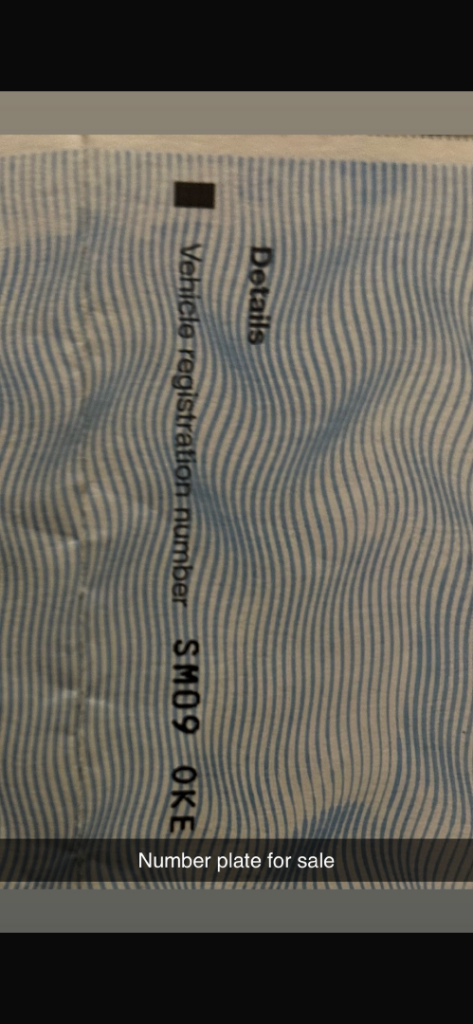 Details
Vehicle registration number SM09 OKE
Number plate for sale